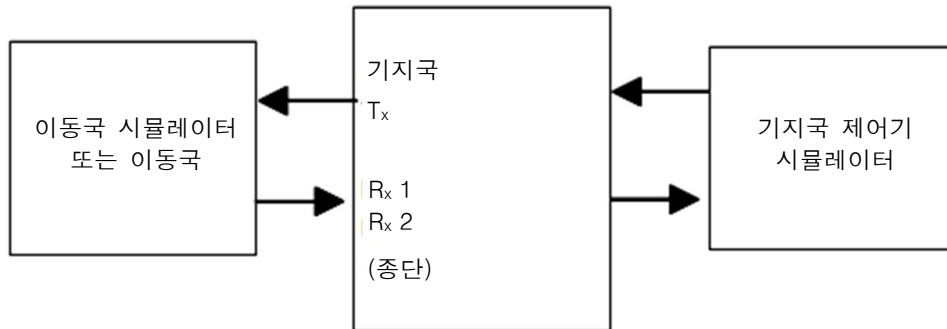 이동국 시뮬레이터
또는 이동국
기지국
Tx
Rx 1
Rx 2
(종단)
기지국 제어기
시뮬레이터